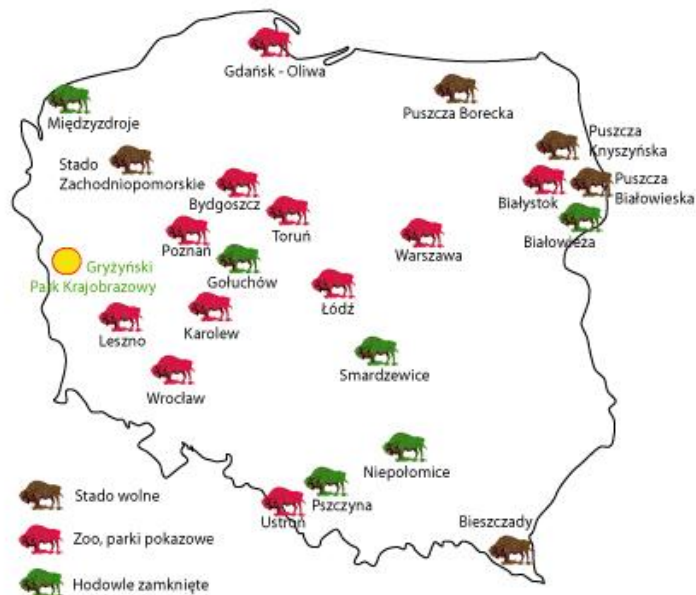 Gdańsk - Oliwa
Międzyzdroje
Puszcza Borecka
Stado
Zachodniopomorskie
Puszcza
Knyszyńska
Bydgoszcz
Białystok
Puszcza
Białowieska
Toruń
Poznań
Warszawa
Białowieża
Gryżyński
Park Krajobrazowy
Gołuchów
Łódź
Leszno
Karolew
Smardzewice
Wrocław
Niepołomice
Pszczyna
Ustroń
Bieszczady
Stado wolne
Zoo, parki pokazowe
Hodowle zamknięte